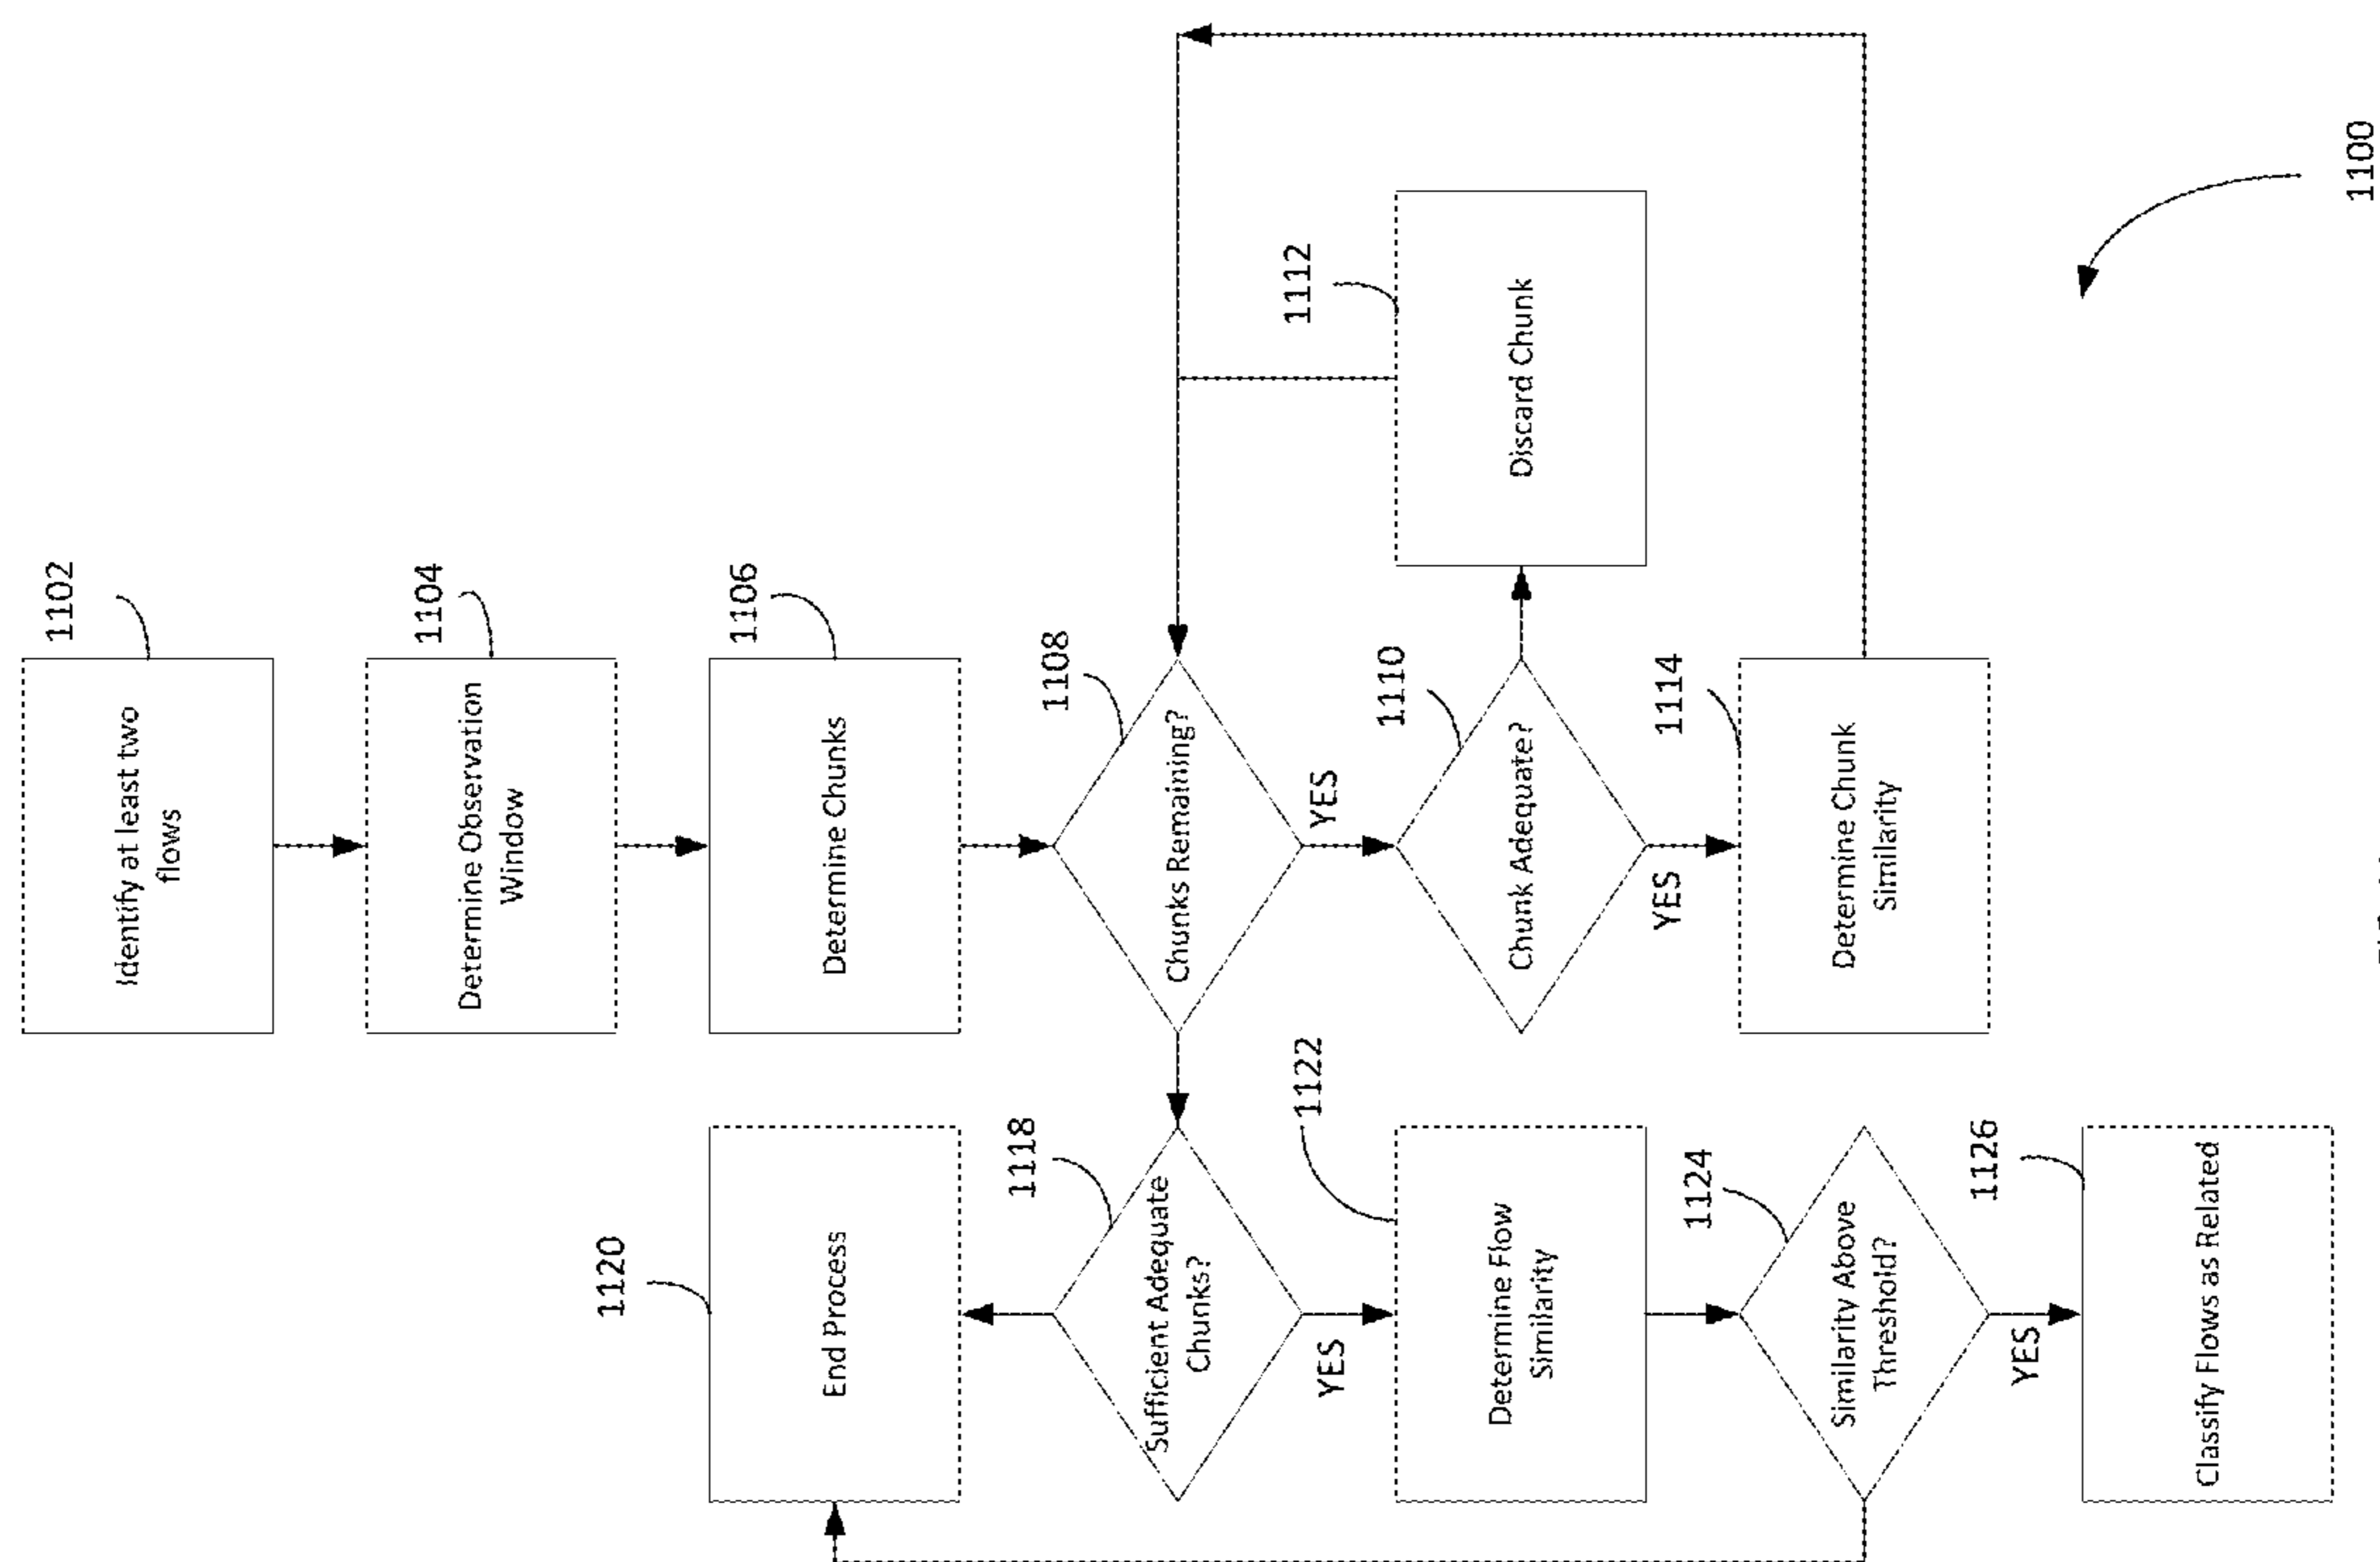 1102
Identify at least two
flows
1104
Determine Observation
Window
1106
Determine Chunks
1108
Chunks Remaining?
YES
1110
Chunk Adequate?
1112
Discard Chunk
YES
1114
Determine Chunk
Similarity
1120
End Process
1118
Sufficient Adequate
Chunks?
YES
1122
Determine Flow
Similarity
1124
Similarity Above
Threshold?
YES
1126
Classify Flows as Related
1100